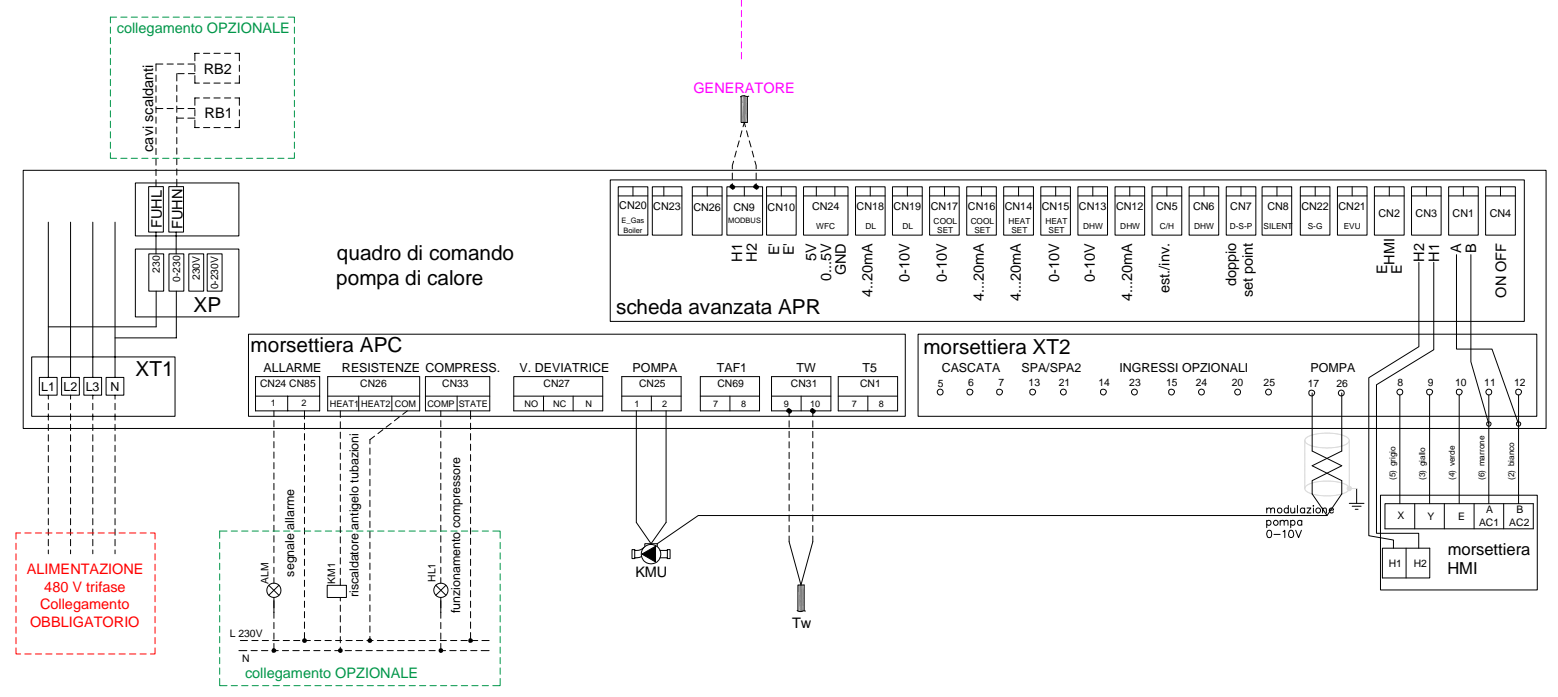 collegamento OPZIONALE
RB2
RB1
cavi scaldanti
GENERATORE
FUHL
FUHN
230
0-230
230V
0-230V
XP
quadro di comando
pompa di calore
CN20
E_Gas
Boiler
CN23
CN26
CN9
MODBUS
CN10
CN24
WFC
CN18
DL
CN19
DL
CN17
COOL
SET
CN16
COOL
SET
CN14
HEAT
SET
CN15
HEAT
SET
CN13
DHW
CN12
DHW
CN5
C/H
CN6
DHW
CN7
D-S-P
CN8
SILENT
CN22
S-G
CN21
EVU
CN2
CN3
CN1
CN4
H1
H2
E
E
5V
0...5V
GND
4...20mA
0-10V
0-10V
4...20mA
4...20mA
0-10V
0-10V
4...20mA
est./inv.
doppio
set point
E
HMI
E
H2
H1
A
B
ON OFF
scheda avanzata APR
XT1
L1
L2
L3
N
morsettiera APC
ALLARME
CN24 CN85
1 2
RESISTENZE
CN26
HEAT1 HEAT2 COM
COMPRESS.
CN33
COMP STATE
V. DEVIATRICE
CN27
NO NC N
POMPA
CN25
1 2
TAF1
CN69
7 8
TW
CN31
9 10
T5
CN1
7 8
morsettiera XT2
CASCATA SPA/SPA2 INGRESSI OPZIONALI POMPA
5 6 7 13 21 14 23 15 24 20 25 17 26 8 9 10 11 12
(5) grigio
(3) giallo
(4) verde
(6) marrone
(2) bianco
X
Y
E
A
AC1
B
AC2
H1 H2
morsettiera
HMI
modulazione
pompa
0-10V
ALIMENTAZIONE
480 V trifase
Collegamento
OBBLIGATORIO
ALM
segnale allarme
KM1
riscaldatore antigelo tubazioni
HL1
funzionamento compressore
L 230V
N
collegamento OPZIONALE
KMU
Tw